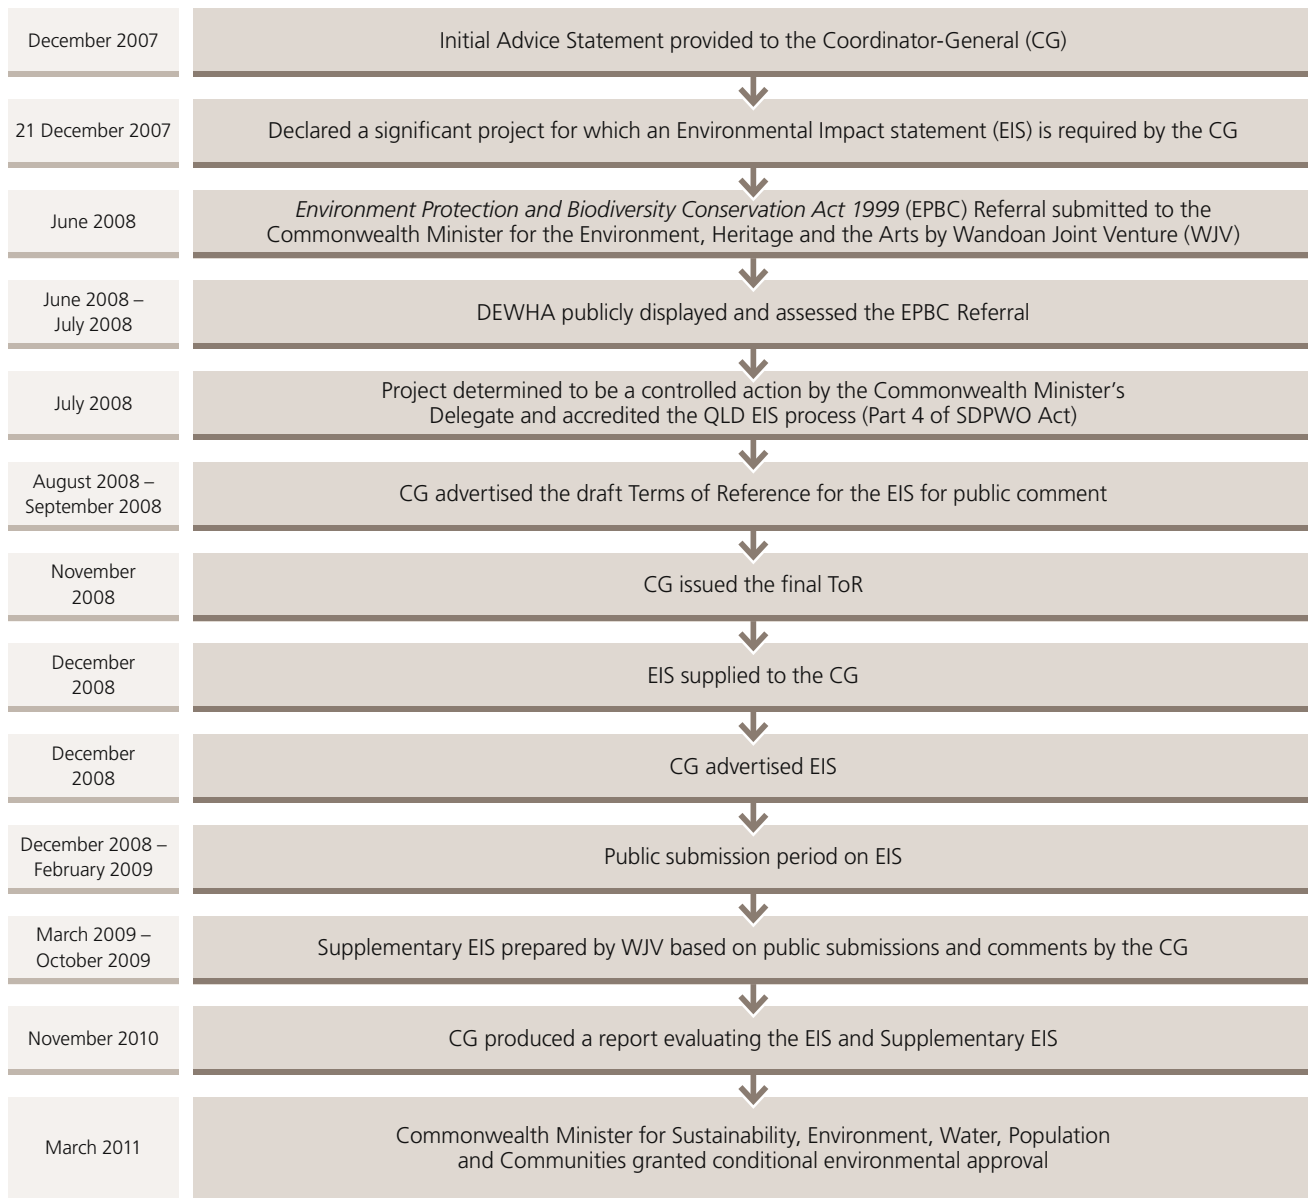 December 2007
Initial Advice Statement provided to the Coordinator-General (CG)
21 December 2007
Declared a significant project for which an Environmental Impact statement (EIS) is required by the CG
June 2008
Environment Protection and Biodiversity Conservation Act 1999 (EPBC) Referral submitted to the
Commonwealth Minister for the Environment, Heritage and the Arts by Wandoan Joint Venture (WJV)
June 2008 –
July 2008
DEWHA publicly displayed and assessed the EPBC Referral
July 2008
Project determined to be a controlled action by the Commonwealth Minister’s
Delegate and accredited the QLD EIS process (Part 4 of SDPWO Act)
August 2008 –
September 2008
CG advertised the draft Terms of Reference for the EIS for public comment
November
2008
CG issued the final ToR
December
2008
EIS supplied to the CG
December
2008
CG advertised EIS
December 2008 –
February 2009
Public submission period on EIS
March 2009 –
October 2009
Supplementary EIS prepared by WJV based on public submissions and comments by the CG
November 2010
CG produced a report evaluating the EIS and Supplementary EIS
March 2011
Commonwealth Minister for Sustainability, Environment, Water, Population
and Communities granted conditional environmental approval